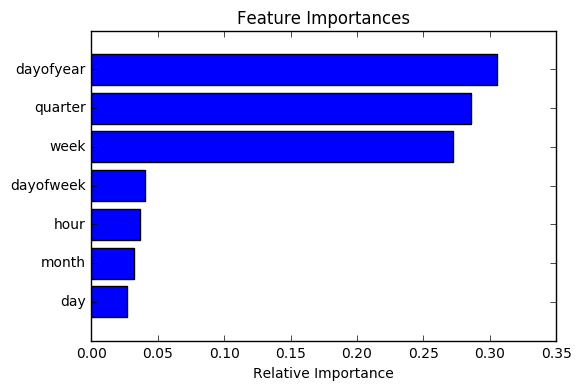 Feature Importances
dayofyear
quarter
week
dayofweek
hour
month
day
0.00 0.05 0.10 0.15 0.20 0.25 0.30 0.35
Relative Importance